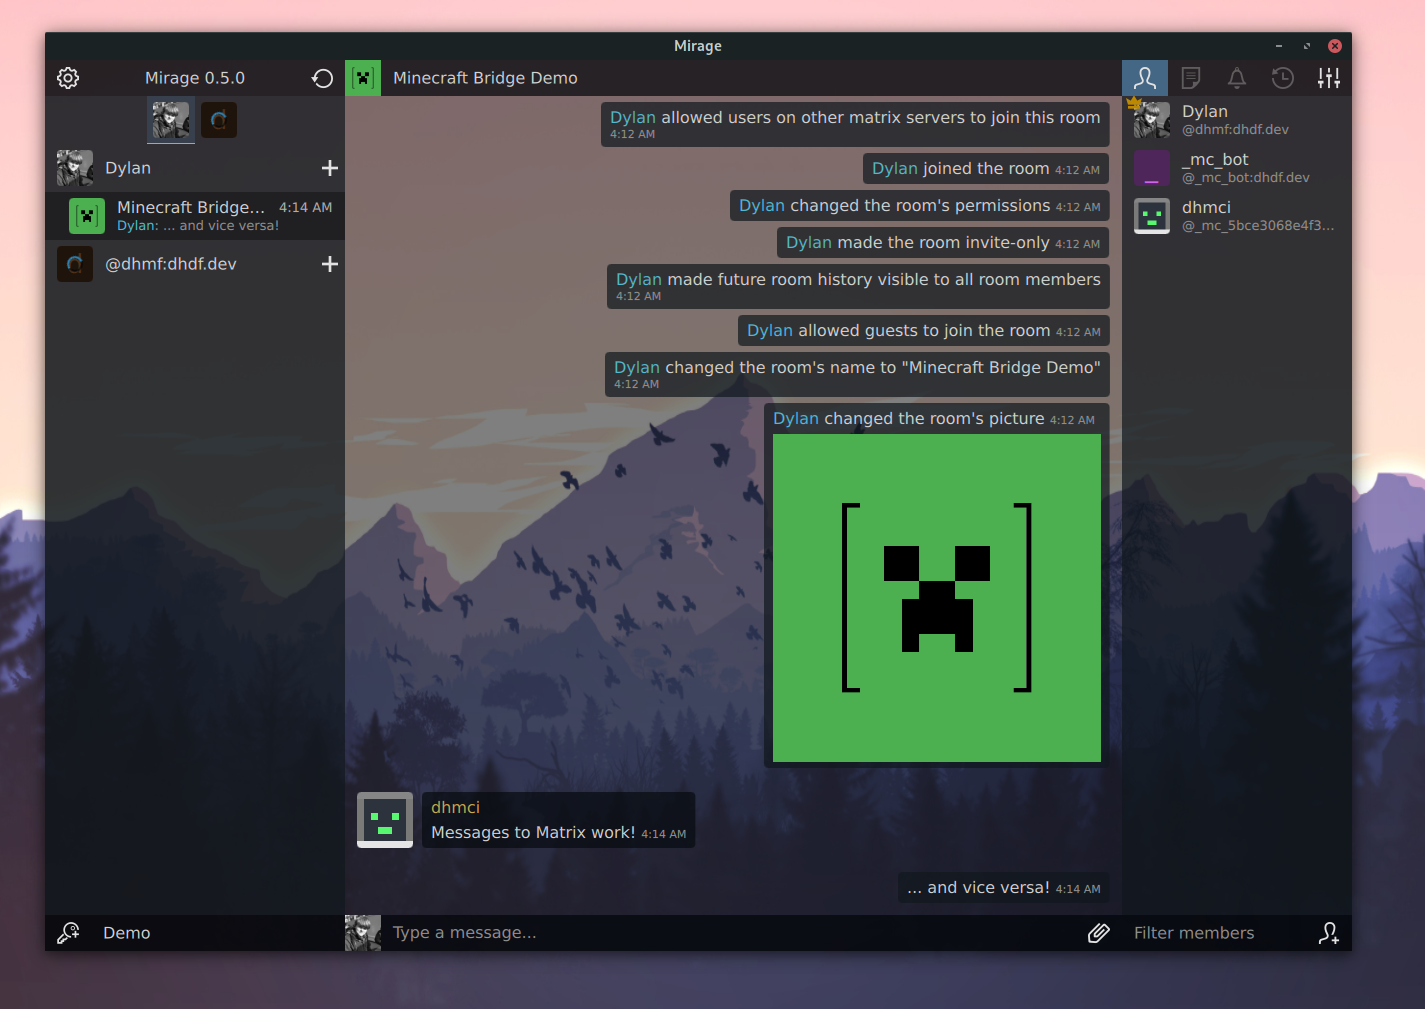 Mirage
Mirage 0.5.0
Minecraft Bridge Demo
Dylan
Minecraft Bridge... 4:14 AM
Dylan: ... and vice versa!
@dhmf:dhdf.dev
Demo
Dylan allowed users on other matrix servers to join this room
4:12 AM
Dylan joined the room 4:12 AM
Dylan changed the room's permissions 4:12 AM
Dylan made the room invite-only 4:12 AM
Dylan made future room history visible to all room members
4:12 AM
Dylan allowed guests to join the room 4:12 AM
Dylan changed the room's name to "Minecraft Bridge Demo"
4:12 AM
Dylan changed the room's picture 4:12 AM
[ ]
dhmci
Messages to Matrix work! 4:14 AM
... and vice versa! 4:14 AM
Type a message...
Dylan
@dhmf:dhdf.dev
_mc_bot
@_mc_bot:dhdf.dev
dhmci
@_mc_5bce3068e4f3...
Filter members